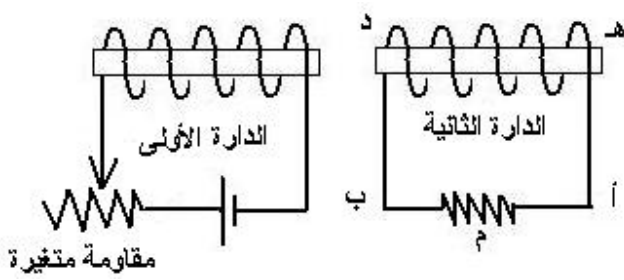 د
هـ
الدارة الثانية
الدارة الأولى
أ
ب
م
مقاومة متغيرة